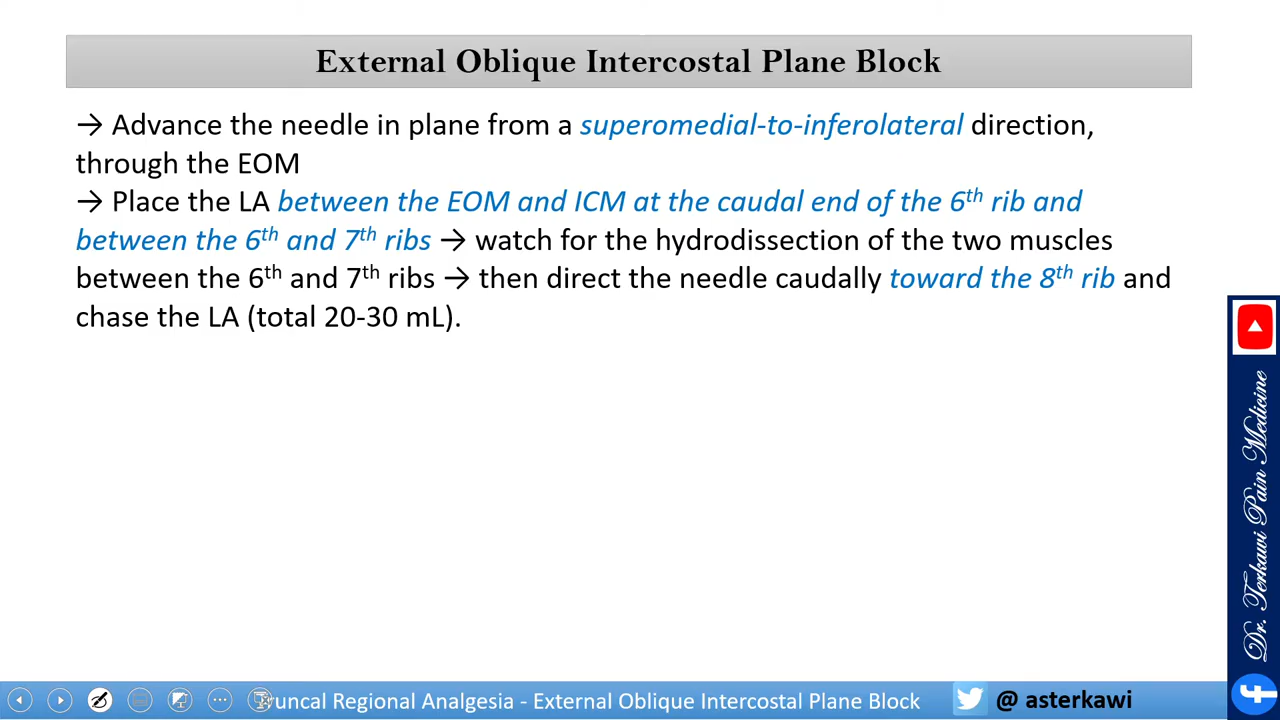 External Oblique Intercostal Plane Block
→ Advance the needle in plane from a superomedial-to-inferolateral direction,
through the EOM
→ Place the LA between the EOM and ICM at the caudal end of the 6th rib and
between the 6th and 7th ribs → watch for the hydrodissection of the two muscles
between the 6th and 7th ribs → then direct the needle caudally toward the 8th rib and
chase the LA (total 20-30 mL).
Dr. Terkawi Pain Medicine
Truncal Regional Analgesia - External Oblique Intercostal Plane Block
@ asterkawi